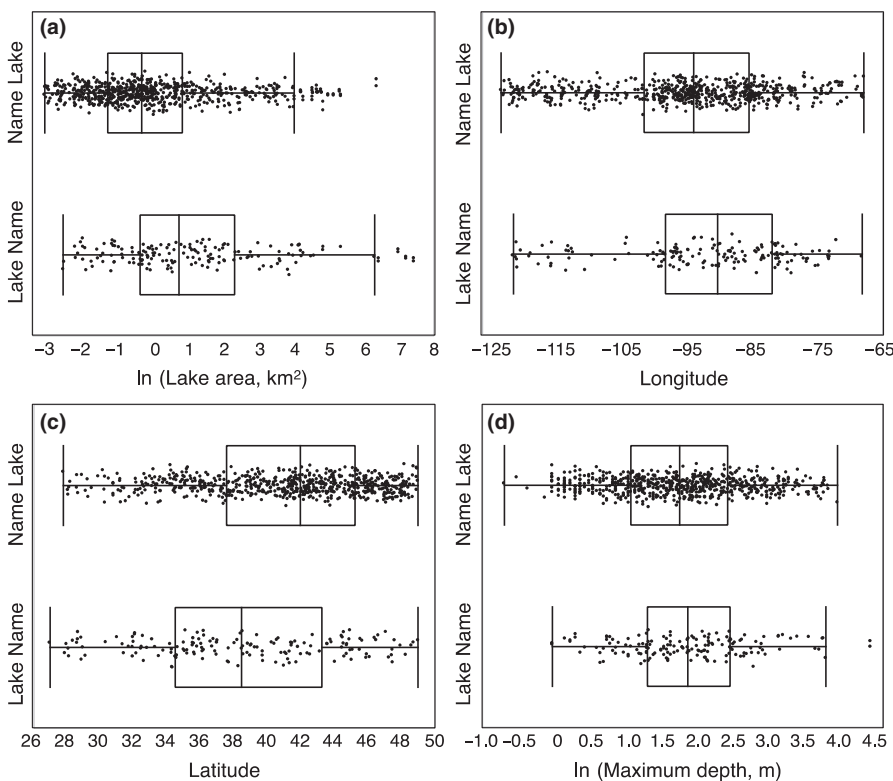 (a)
Name Lake
Lake Name
−3 −2 −1 0 1 2 3 4 5 6 7 8
ln (Lake area, km²)
(b)
Name Lake
Lake Name
−125 −115 −105 −95 −85 −75 −65
Longitude
(c)
Name Lake
Lake Name
26 28 30 32 34 36 38 40 42 44 46 48 50
Latitude
(d)
Name Lake
Lake Name
−1.0 −0.5 0 0.5 1.0 1.5 2.0 2.5 3.0 3.5 4.0 4.5
ln (Maximum depth, m)